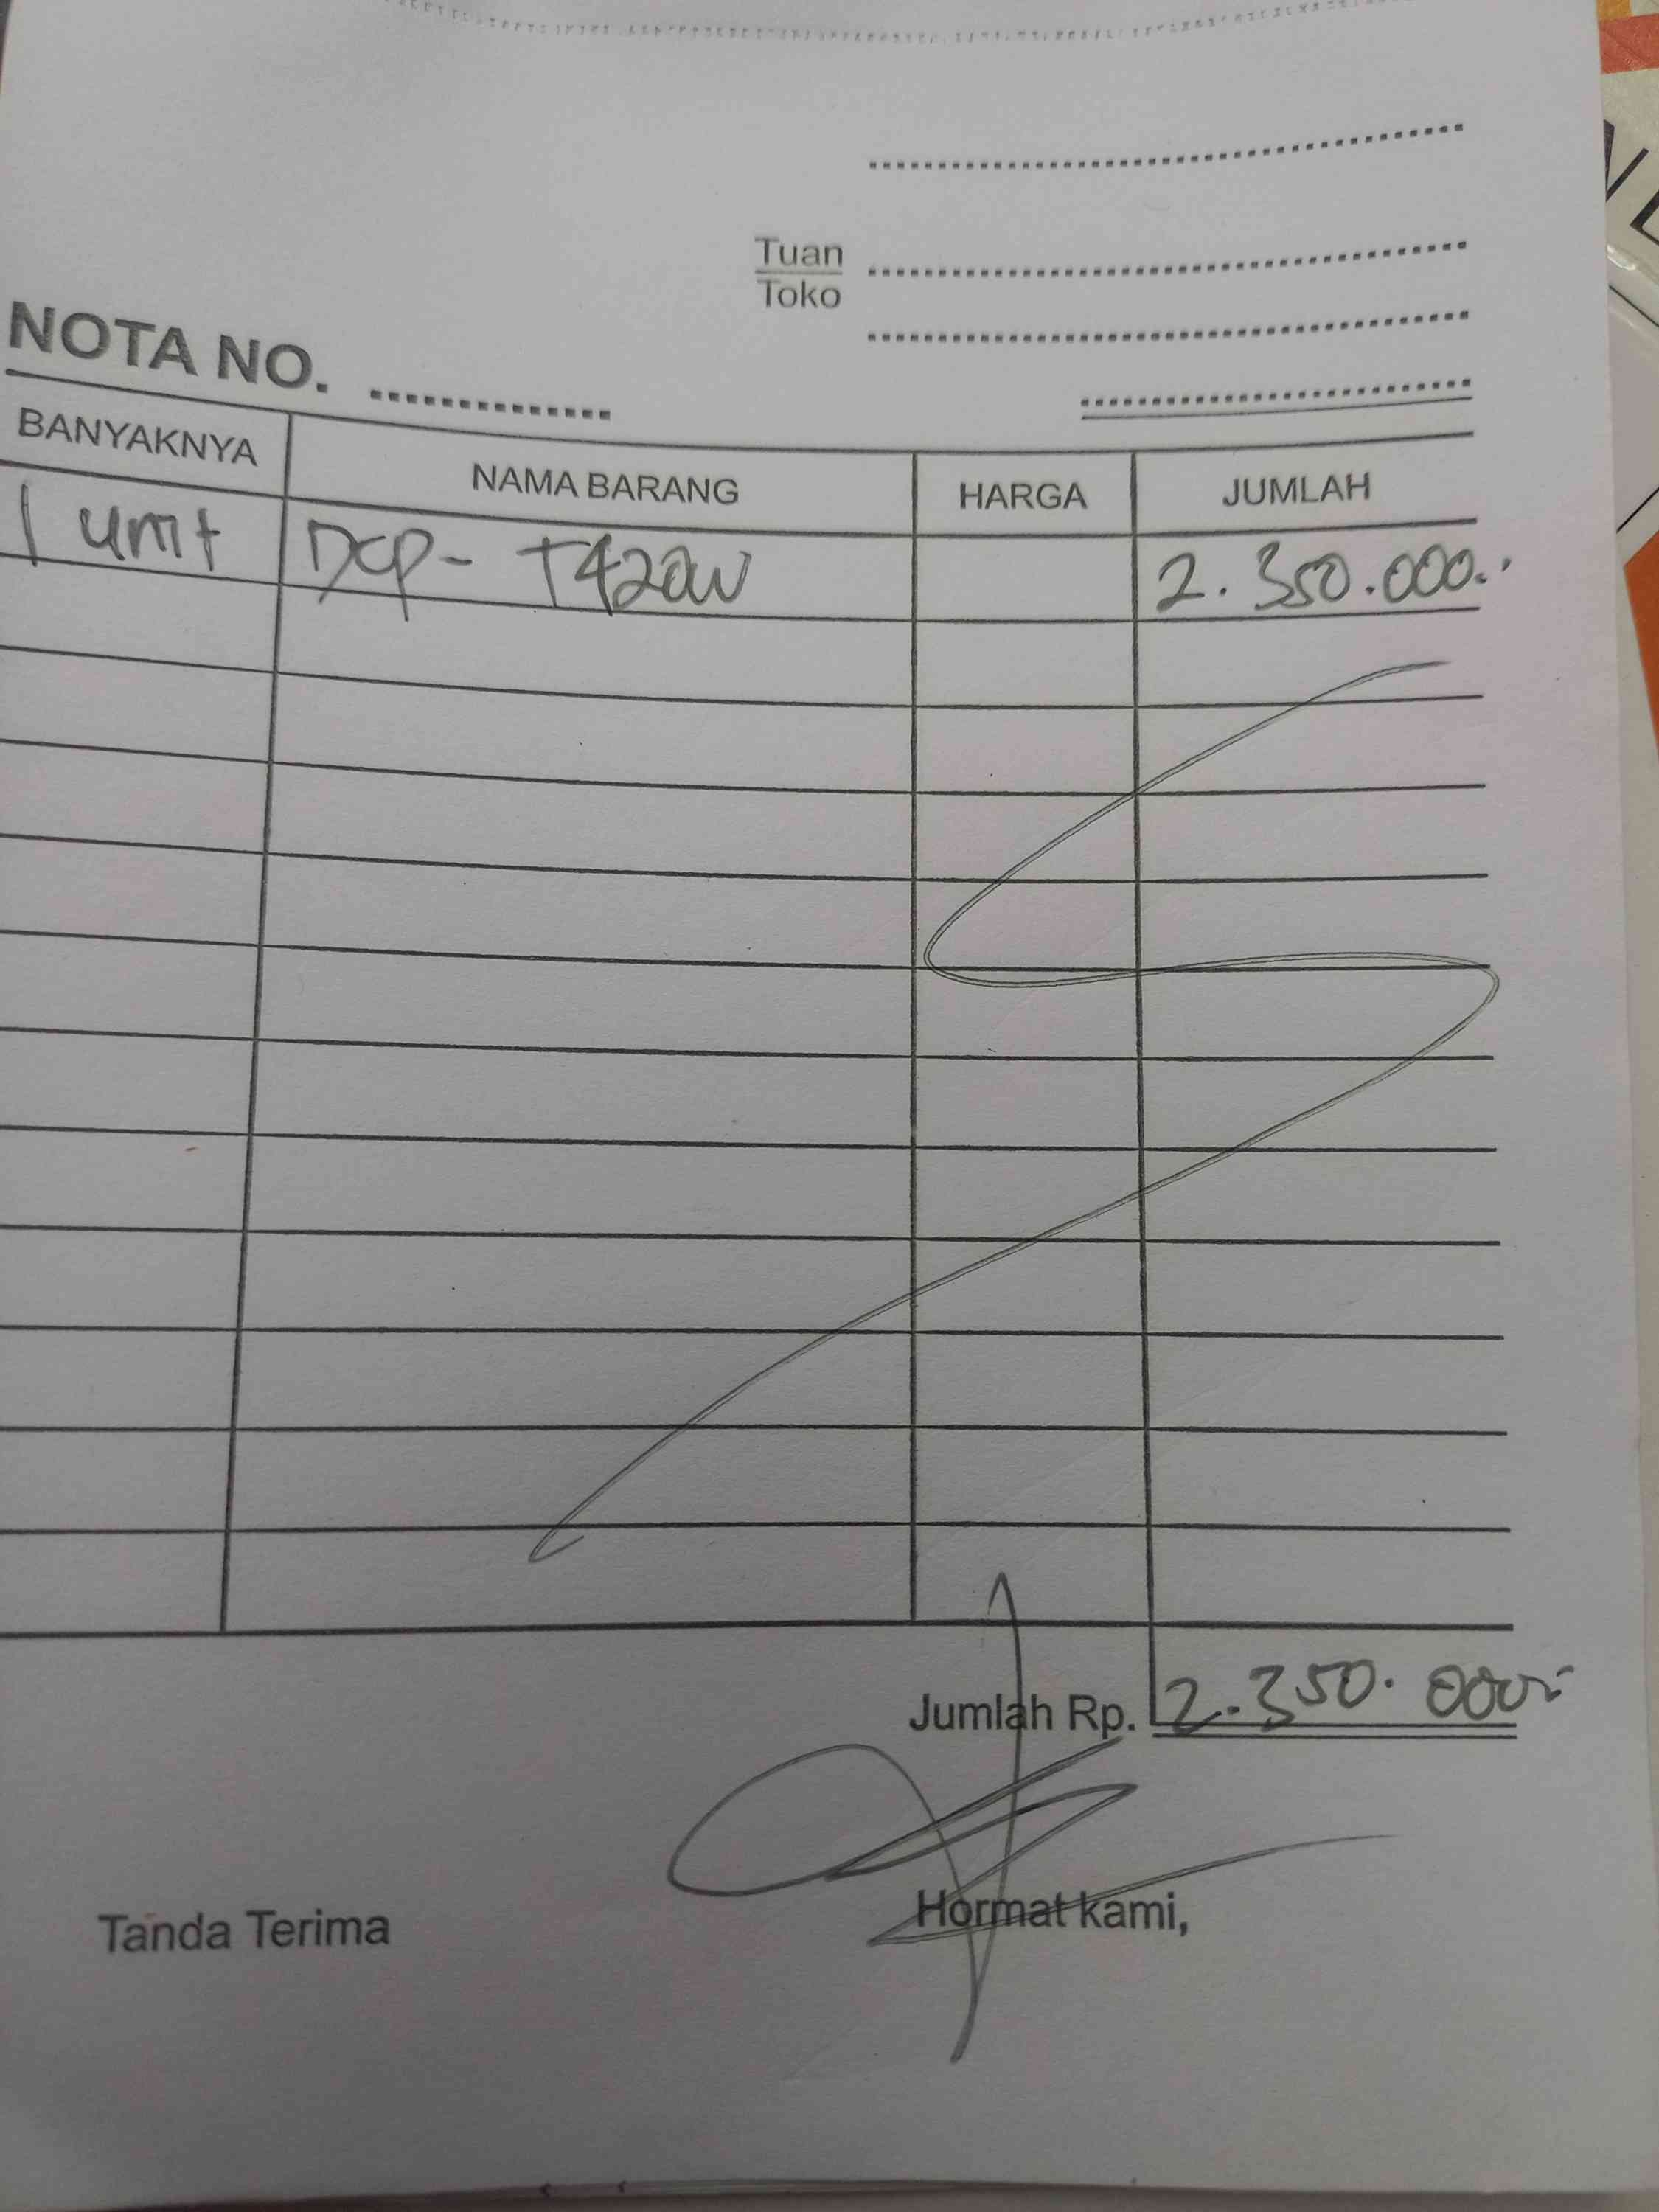 Tuan
Toko
NOTA NO.
BANYAKNYA NAMA BARANG HARGA JUMLAH
1 unit DCP- T420W 2.350.000.-
Jumlah Rp. 2.350.000.-
Tanda Terima Hormat kami,